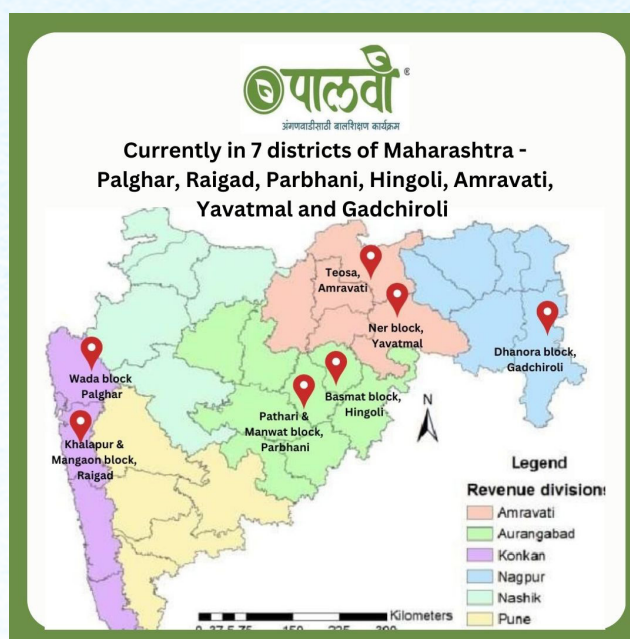 पालवी®
अंगणवाडीसाठी बालशिक्षण कार्यक्रम
Currently in 7 districts of Maharashtra -
Palghar, Raigad, Parbhani, Hingoli, Amravati,
Yavatmal and Gadchiroli
Teosa,
Amravati
Ner block,
Yavatmal
Dhanora block,
Gadchiroli
Wada block
Palghar
Basmat block,
Hingoli
Pathari &
Manwat block,
Parbhani
Khalapur &
Mangaon block,
Raigad
N
Legend
Revenue divisions
Amravati
Aurangabad
Konkan
Nagpur
Nashik
Pune
Kilometers